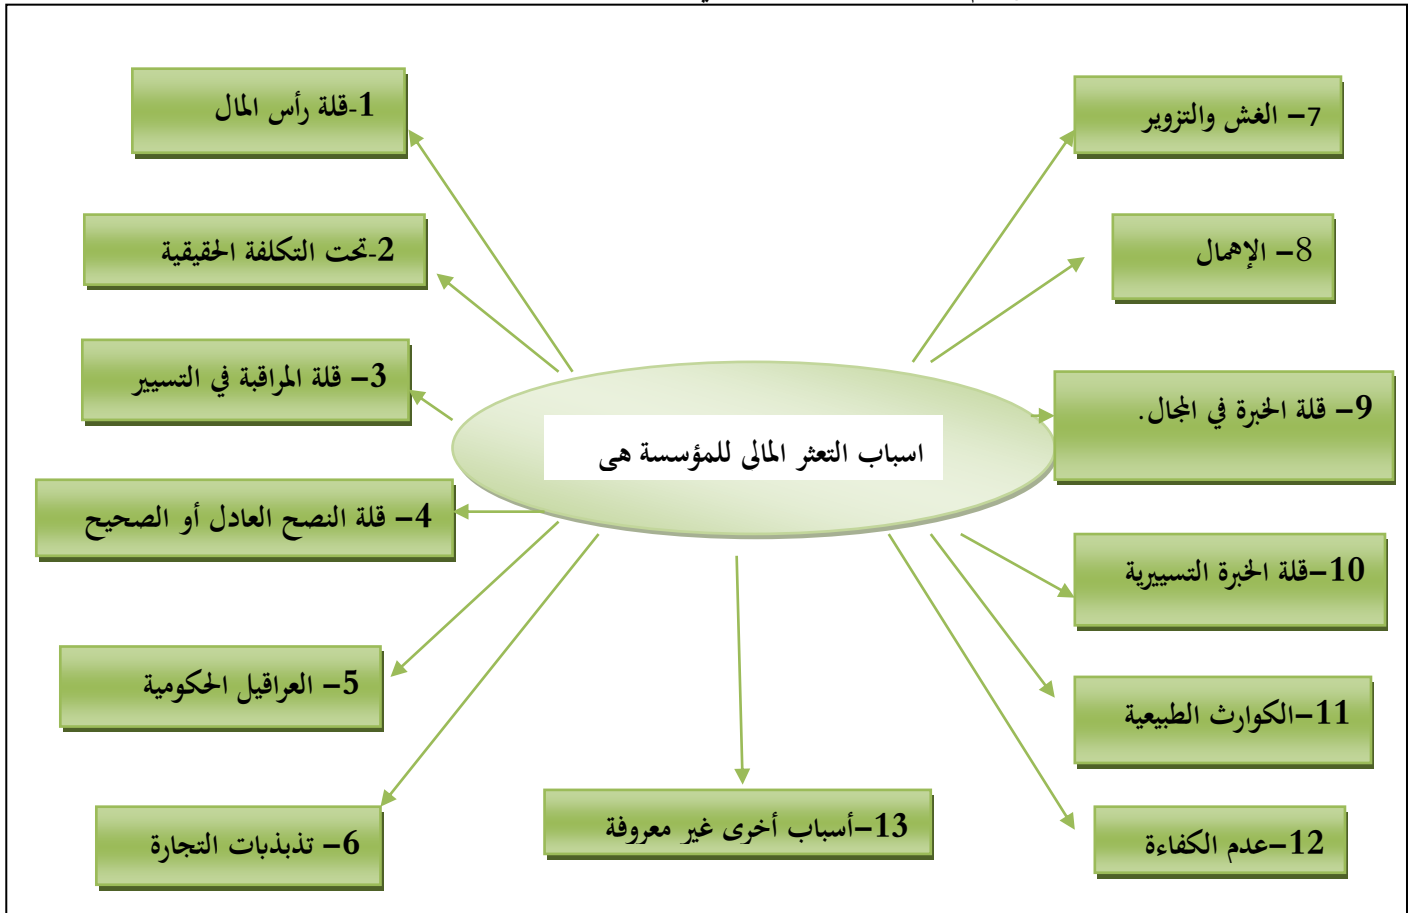 1-قلة رأس المال
2-تحت التكلفة الحقيقية
3– قلة المراقبة في التسيير
4– قلة النصح العادل أو الصحيح
5– العراقيل الحكومية
6– تذبذبات التجارة
7– الغش والتزوير
8– الإهمال
9– قلة الخبرة في المجال.
10–قلة الخبرة التسييرية
11–الكوارث الطبيعية
12–عدم الكفاءة
13–أسباب أخرى غير معروفة
اسباب التعثر المالى للمؤسسة هى